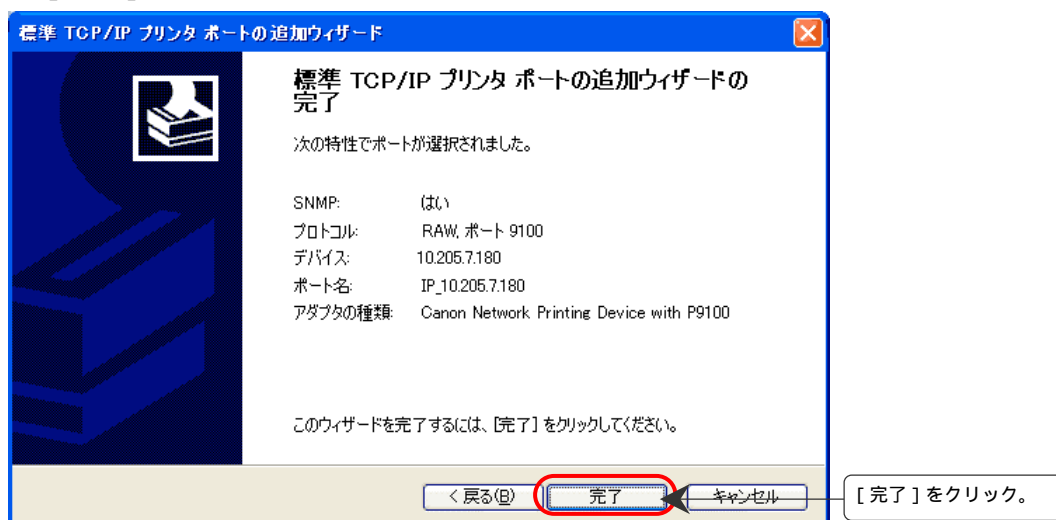 標準 TCP/IP プリンタ ポートの追加ウィザード
標準 TCP/IP プリンタ ポートの追加ウィザードの
完了
次の特性でポートが選択されました。
SNMP: はい
プロトコル: RAW, ポート 9100
デバイス: 10.205.7.180
ポート名: IP_10.205.7.180
アダプタの種類: Canon Network Printing Device with P9100
このウィザードを完了するには、[完了] をクリックしてください。
< 戻る(B) 完了 キャンセル
[ 完了 ] をクリック。